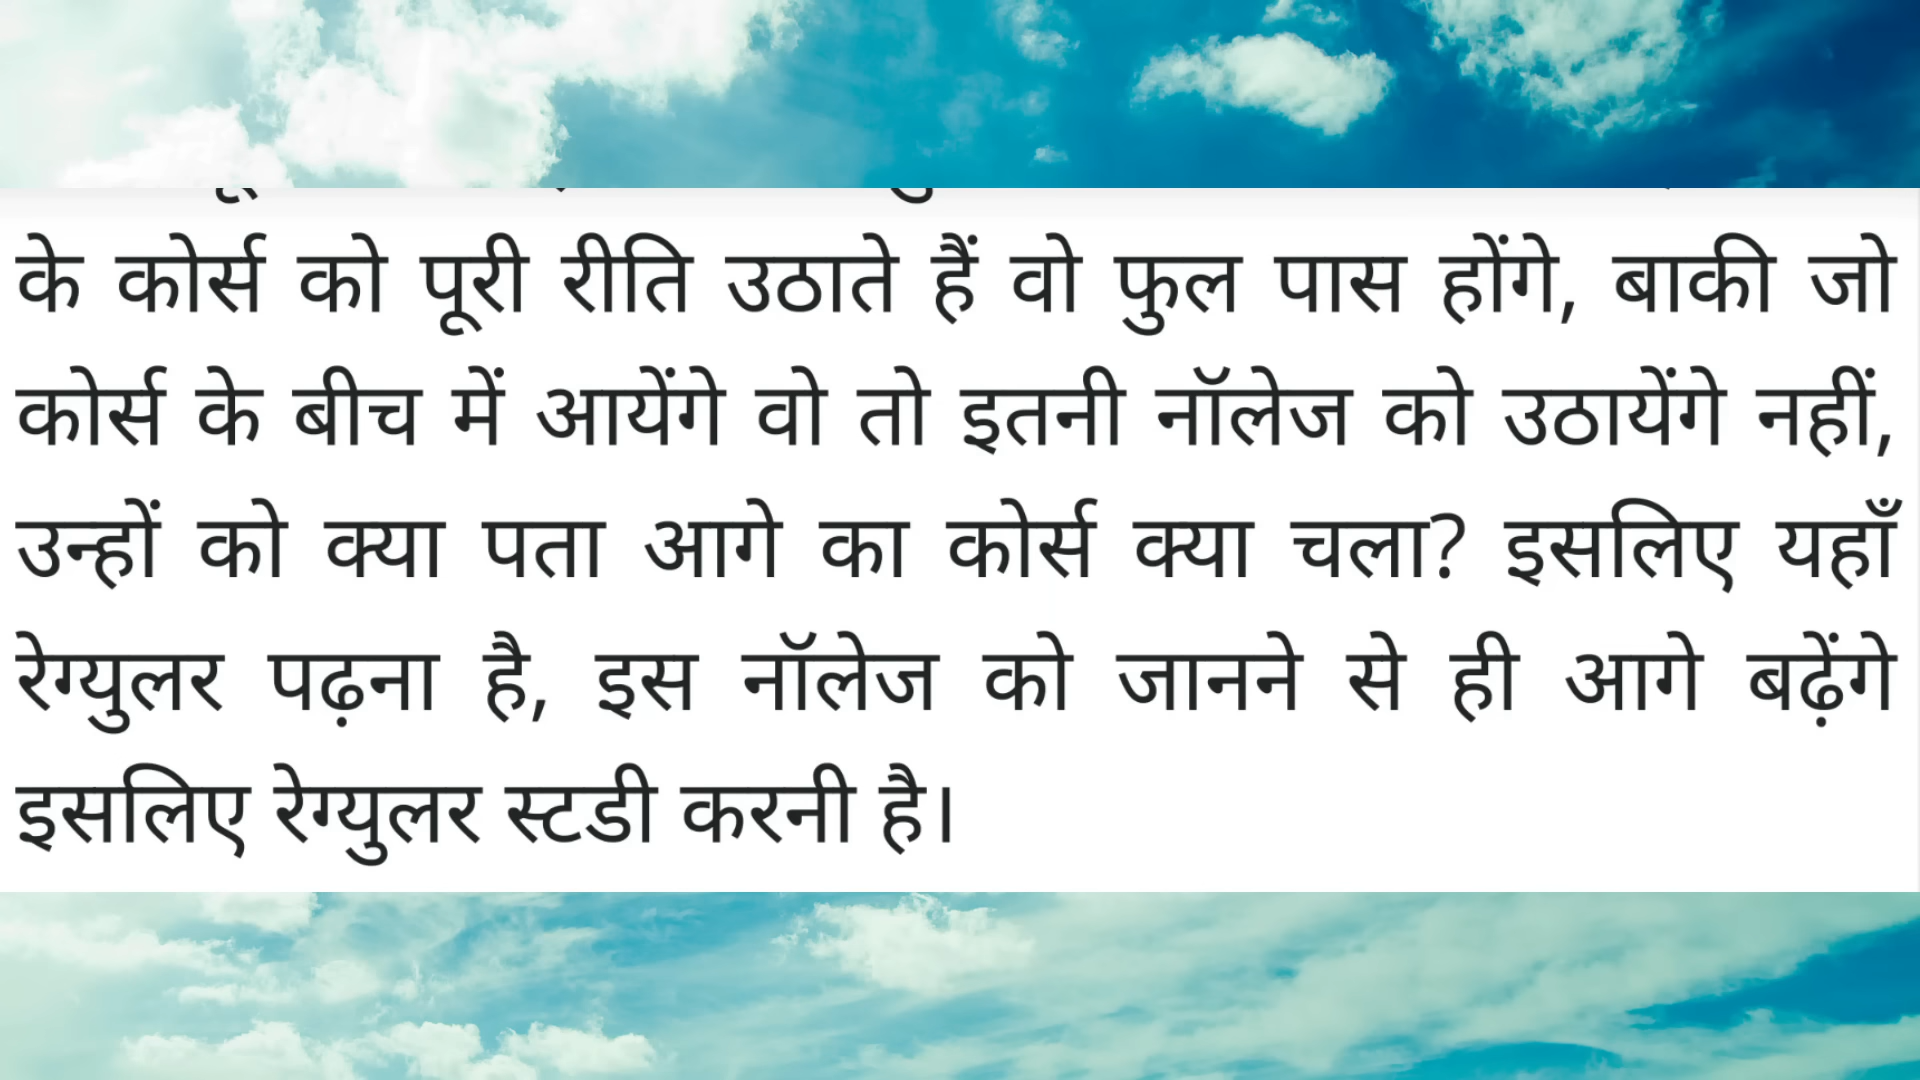 के कोर्स को पूरी रीति उठाते हैं वो फुल पास होंगे, बाकी जो
कोर्स के बीच में आयेंगे वो तो इतनी नॉलेज को उठायेंगे नहीं,
उन्हों को क्या पता आगे का कोर्स क्या चला? इसलिए यहाँ
रेग्युलर पढ़ना है, इस नॉलेज को जानने से ही आगे बढ़ेंगे
इसलिए रेग्युलर स्टडी करनी है।